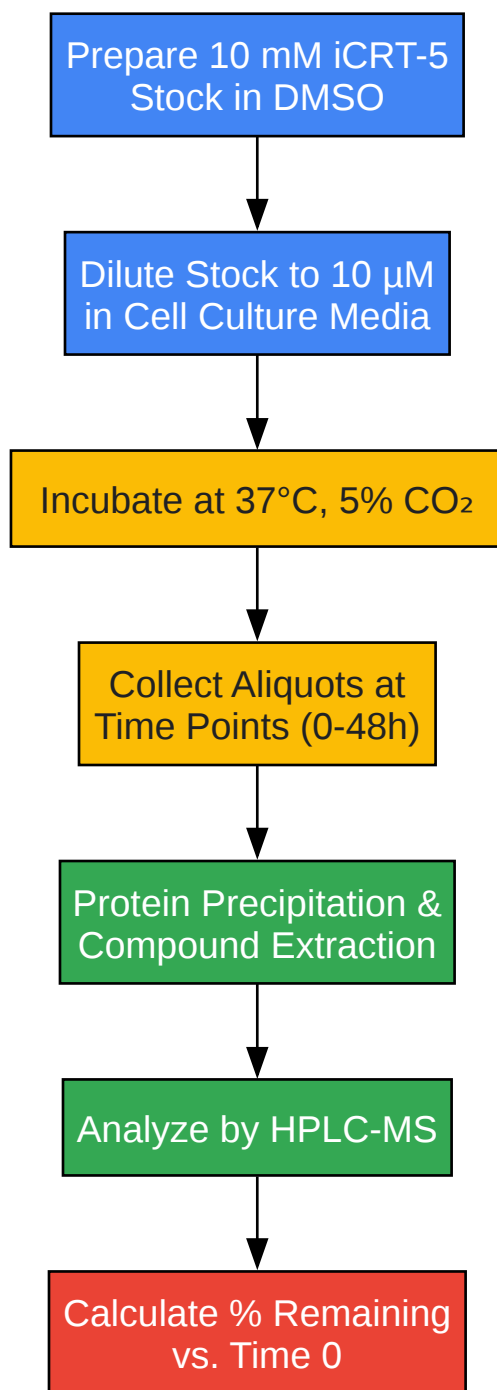 Prepare 10 mM iCRT-5
Stock in DMSO
Dilute Stock to 10 µM
in Cell Culture Media
Incubate at 37°C, 5% CO₂
Collect Aliquots at
Time Points (0-48h)
Protein Precipitation &
Compound Extraction
Analyze by HPLC-MS
Calculate % Remaining
vs. Time 0